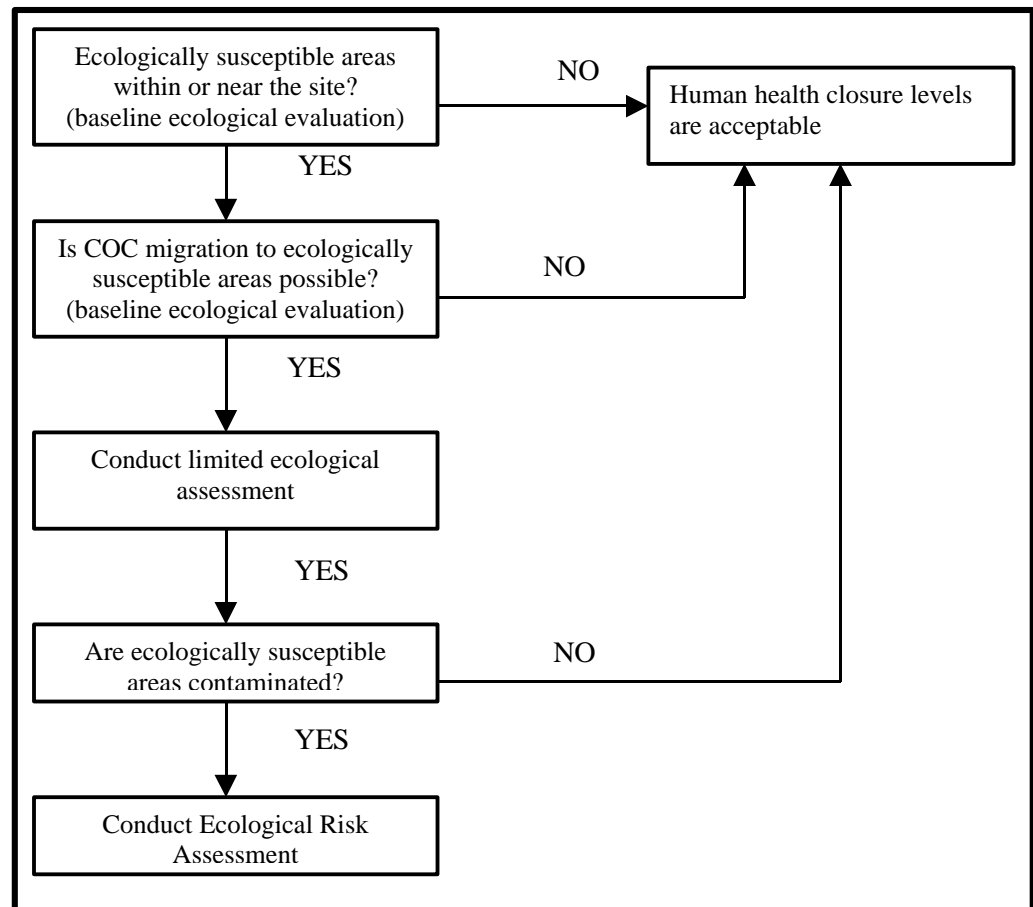 Ecologically susceptible areas
within or near the site?
(baseline ecological evaluation)
NO
Human health closure levels
are acceptable
YES
Is COC migration to ecologically
susceptible areas possible?
(baseline ecological evaluation)
NO
YES
Conduct limited ecological
assessment
YES
Are ecologically susceptible
areas contaminated?
NO
YES
Conduct Ecological Risk
Assessment